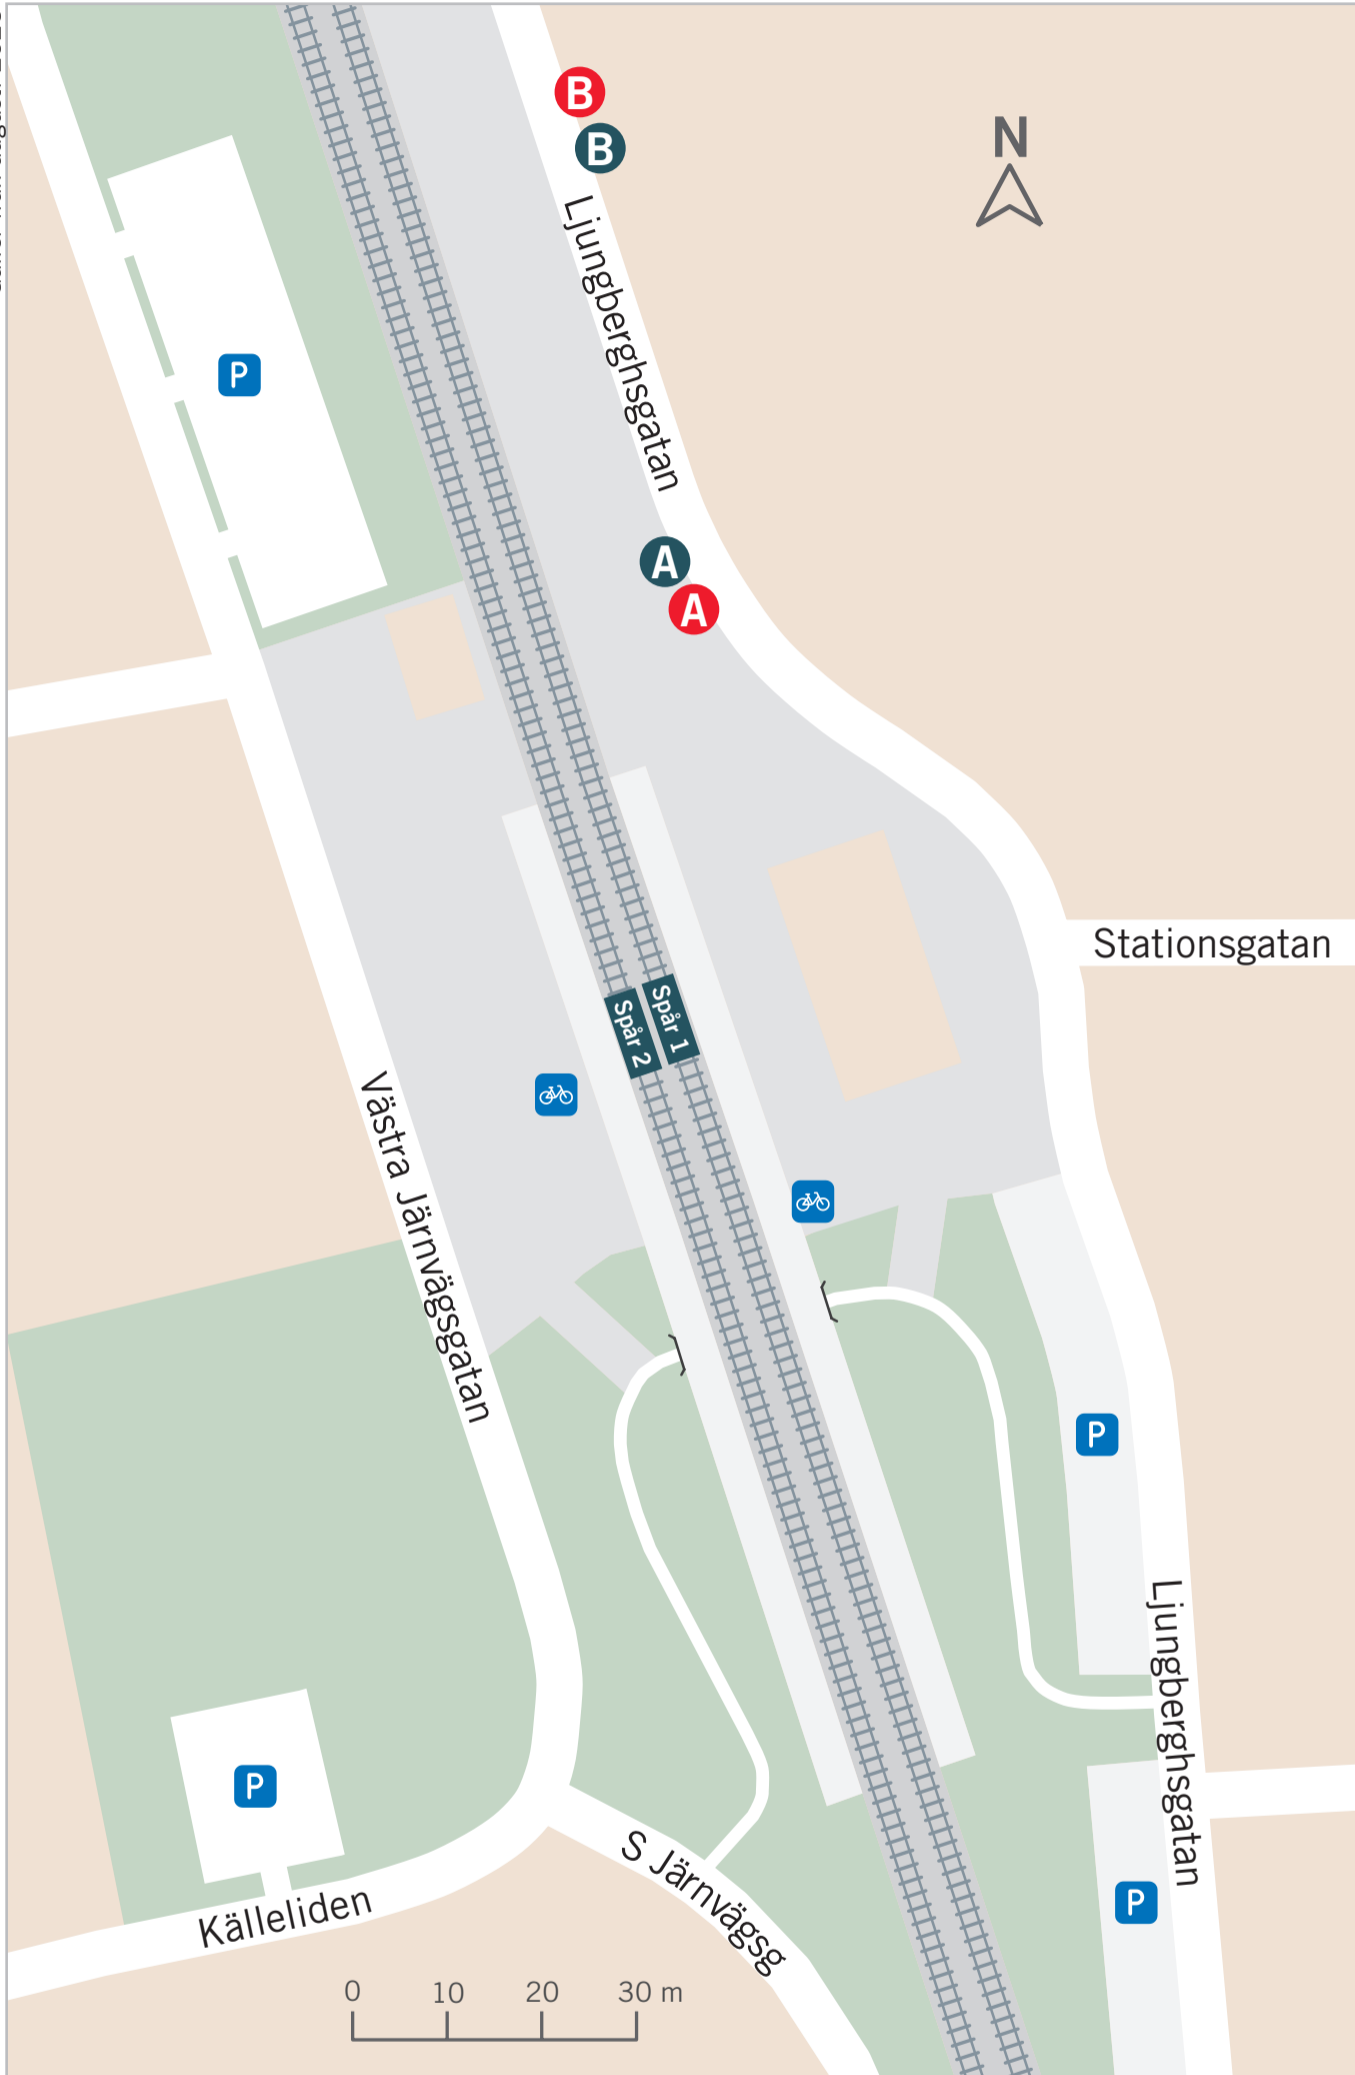 B
B
N
Ljungberghsgatan
P
A
A
Stationsgatan
Spår 1
Spår 2
Västra Järnvägsgatan
P
Ljungberghsgatan
P
S Järnvägsg
Källeliden
P
0 10 20 30 m